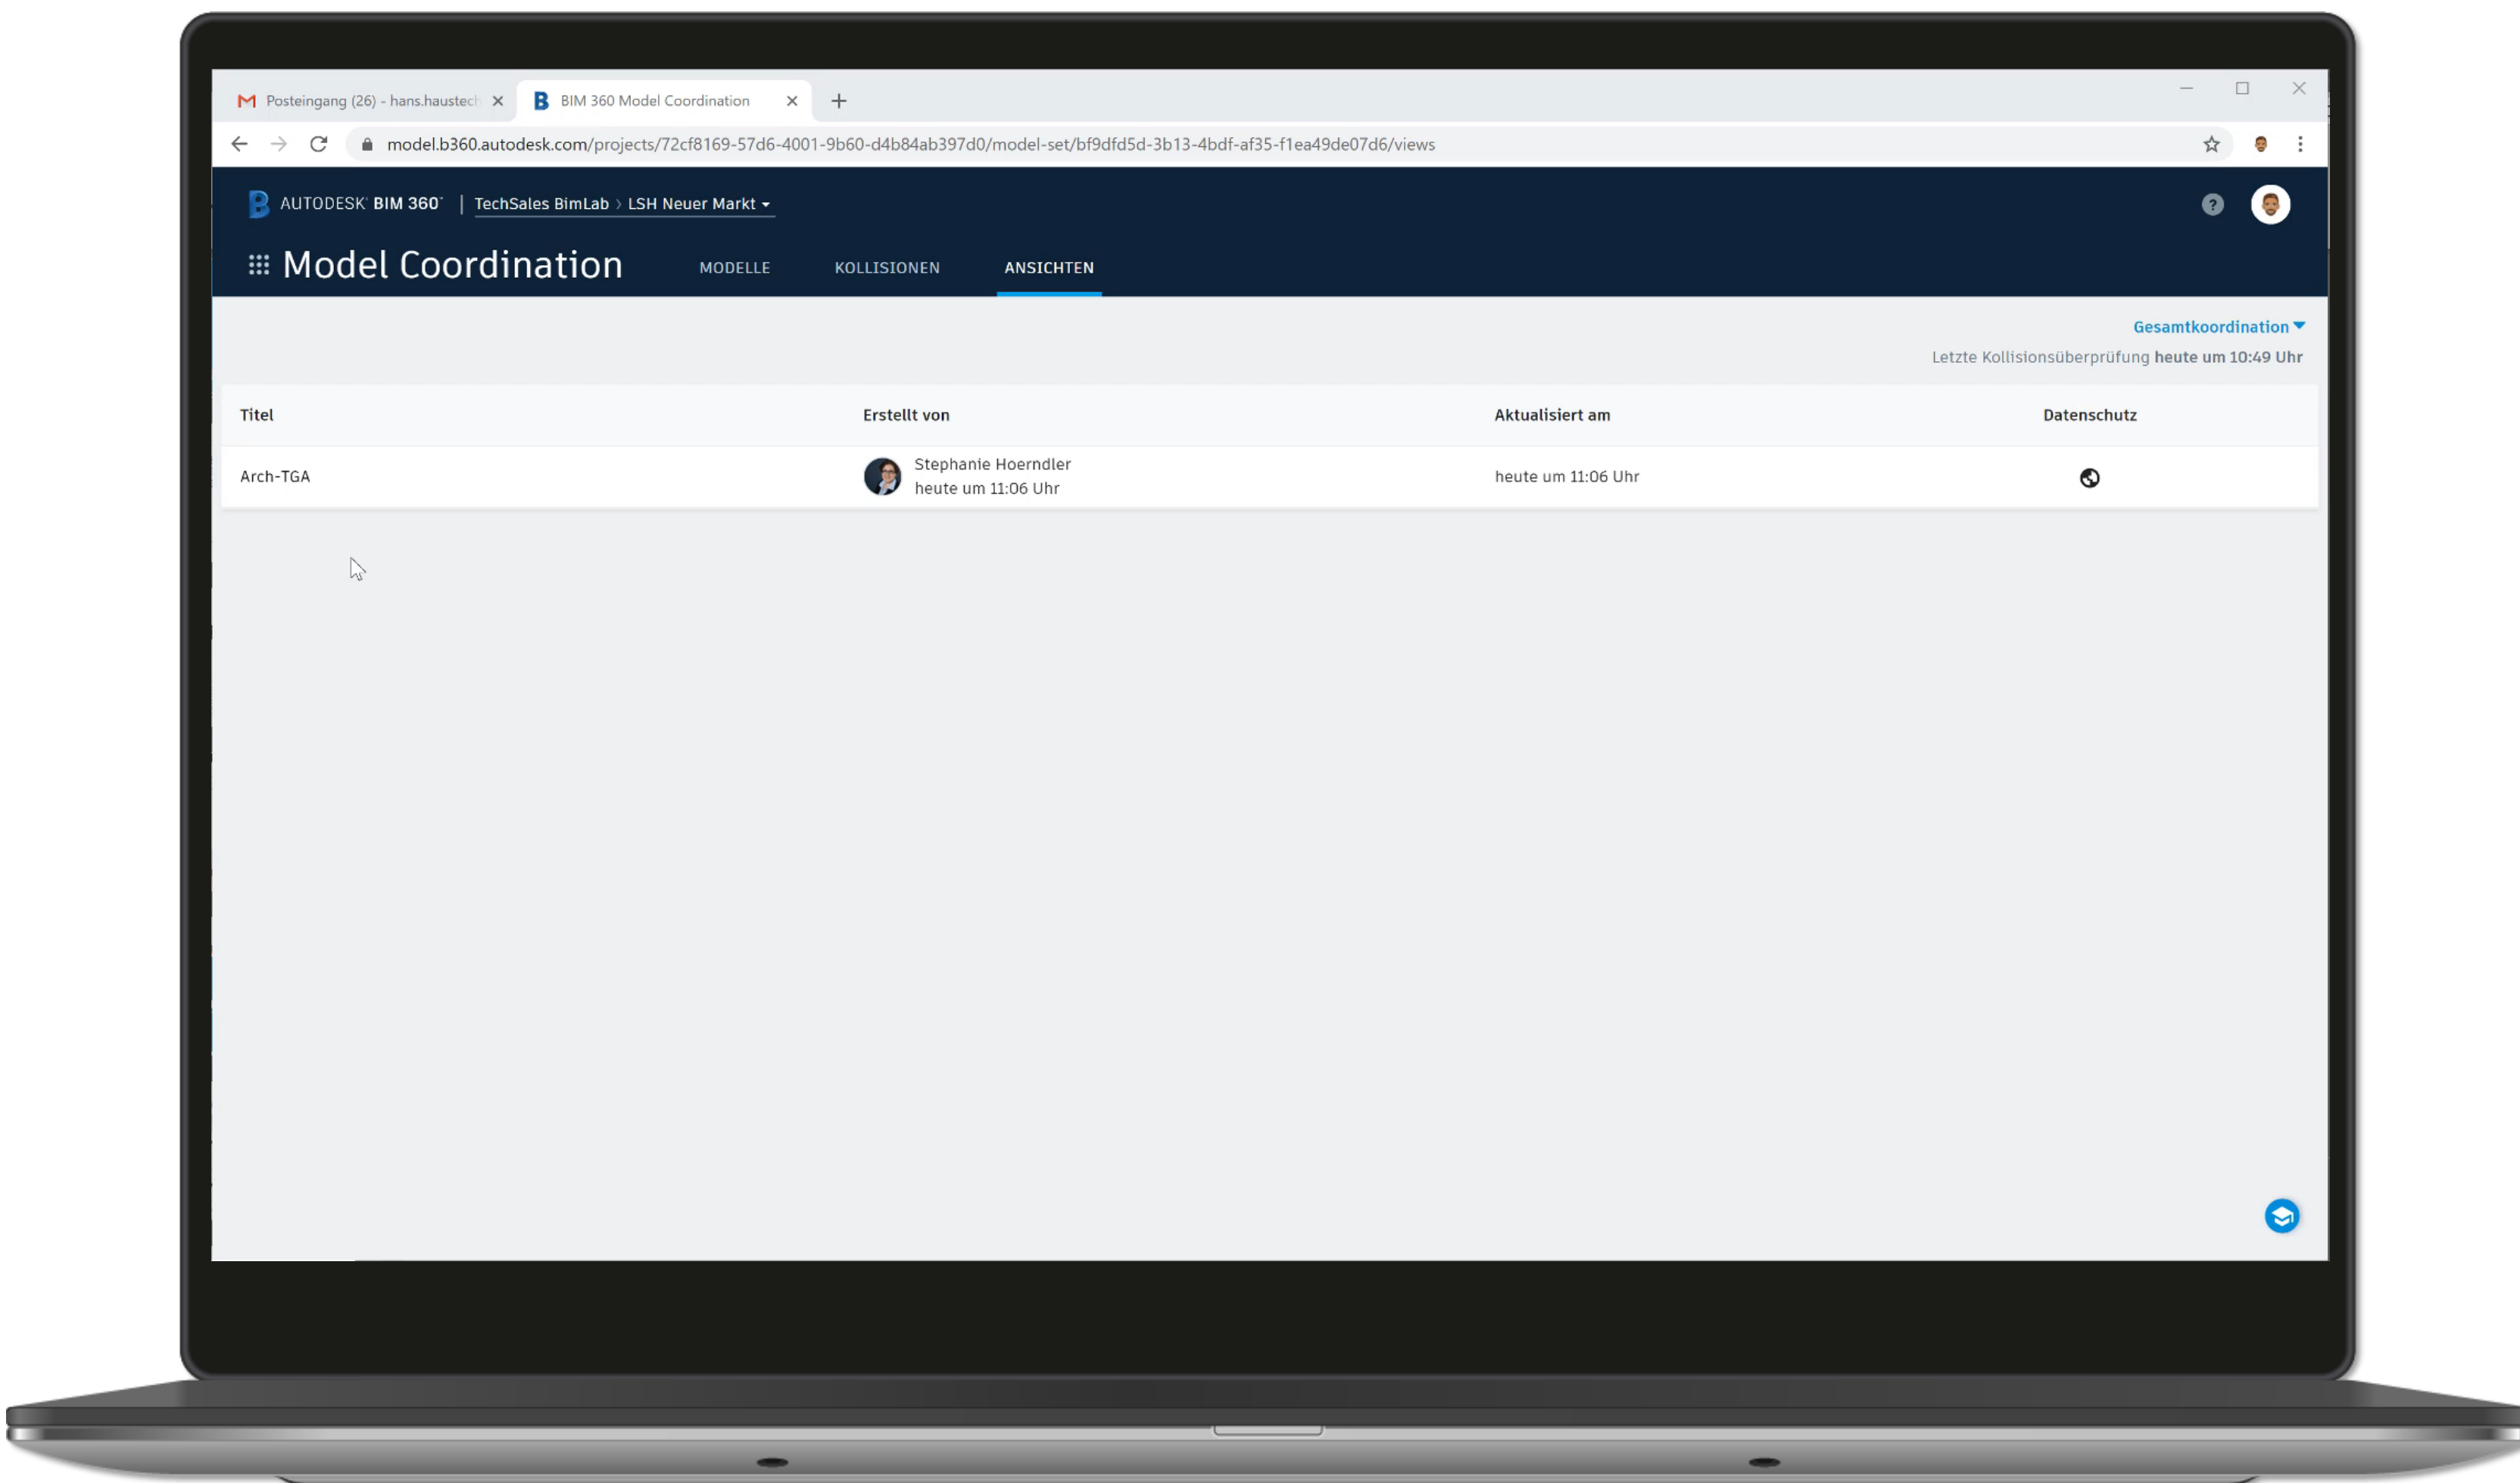 Posteingang (26) - hans.haustech
BIM 360 Model Coordination
model.b360.autodesk.com/projects/72cf8169-57d6-4001-9b60-d4b84ab397d0/model-set/bf9dfd5d-3b13-4bdf-af35-f1ea49de07d6/views
AUTODESK BIM 360 | TechSales BimLab > LSH Neuer Markt
Model Coordination
MODELLE KOLLISIONEN ANSICHTEN
Gesamtkoordination
Letzte Kollisionsüberprüfung heute um 10:49 Uhr
Titel Erstellt von Aktualisiert am Datenschutz
Arch-TGA Stephanie Hoerndler heute um 11:06 Uhr
heute um 11:06 Uhr